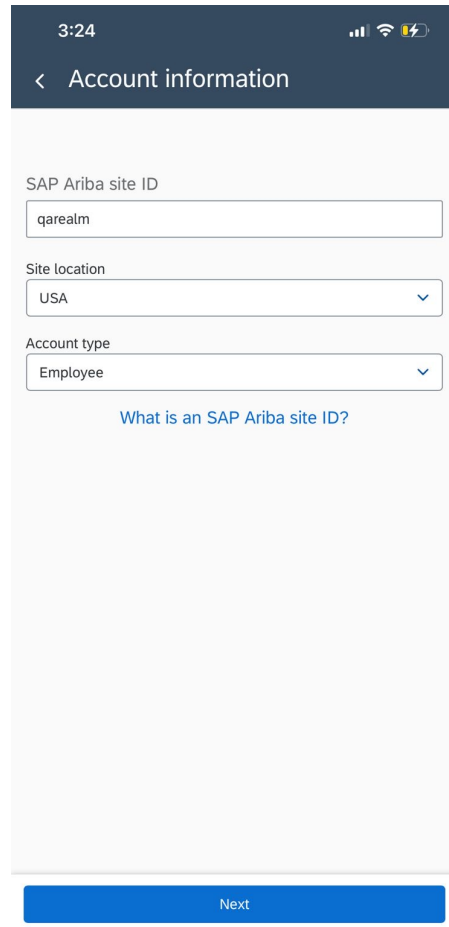 3:24
Account information
SAP Ariba site ID
qarealm
Site location
USA
Account type
Employee
What is an SAP Ariba site ID?
Next